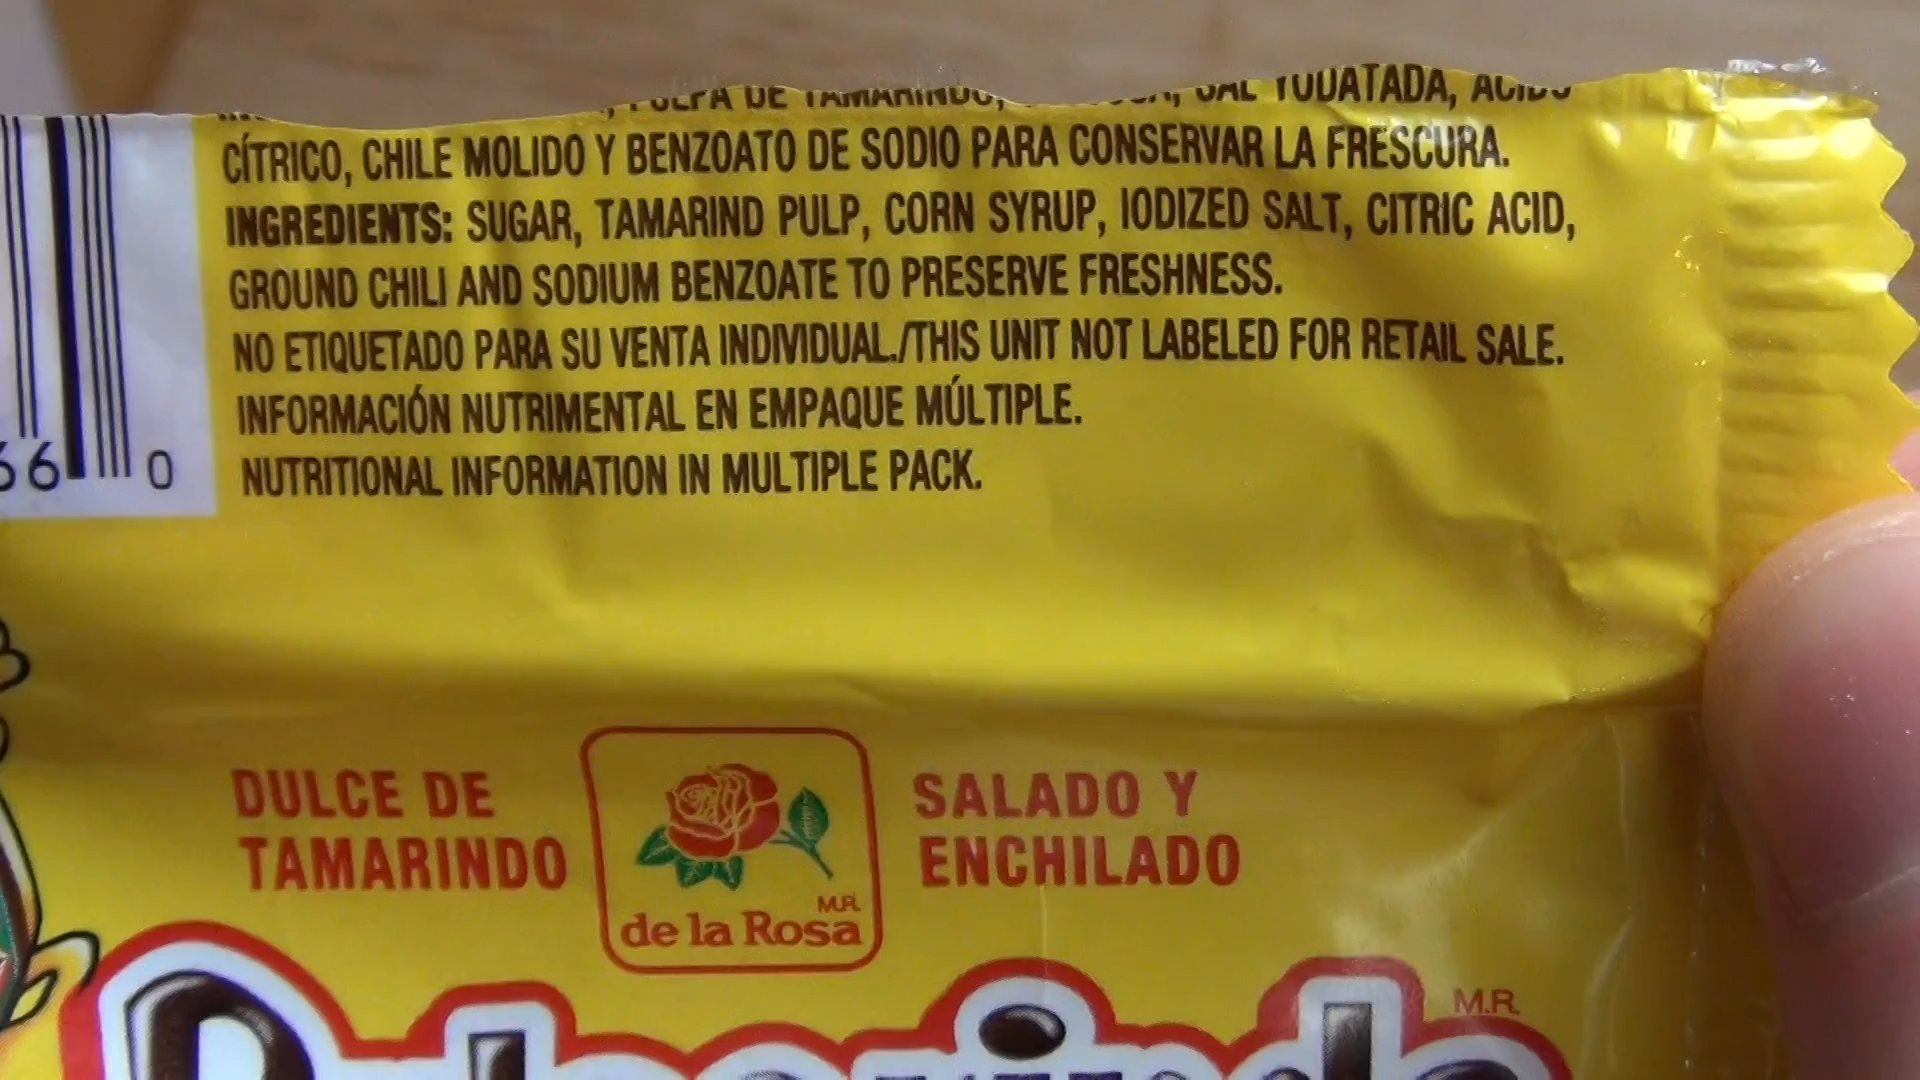 PULPA DE TAMARINDO, SAL YODATADA, ACIDO
CÍTRICO, CHILE MOLIDO Y BENZOATO DE SODIO PARA CONSERVAR LA FRESCURA.
INGREDIENTS: SUGAR, TAMARIND PULP, CORN SYRUP, IODIZED SALT, CITRIC ACID,
GROUND CHILI AND SODIUM BENZOATE TO PRESERVE FRESHNESS.
NO ETIQUETADO PARA SU VENTA INDIVIDUAL./THIS UNIT NOT LABELED FOR RETAIL SALE.
INFORMACIÓN NUTRIMENTAL EN EMPAQUE MÚLTIPLE.
NUTRITIONAL INFORMATION IN MULTIPLE PACK.
66 0
DULCE DE
TAMARINDO
M.R.
de la Rosa
SALADO Y
ENCHILADO
M.R.